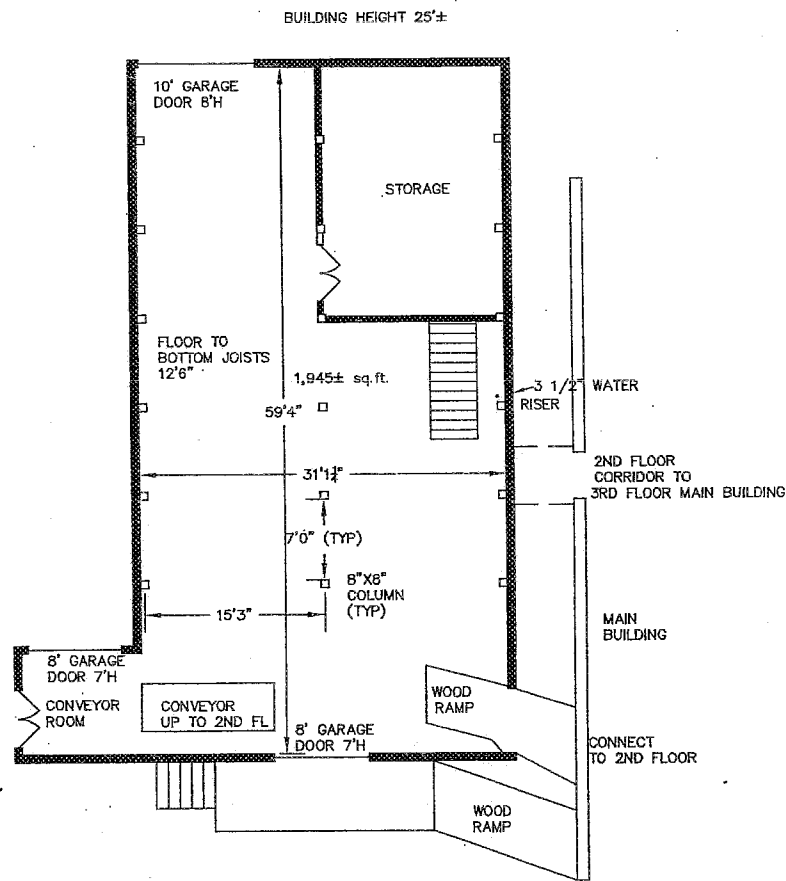 BUILDING HEIGHT 25'±
10' GARAGE
DOOR 8'H
STORAGE
FLOOR TO
BOTTOM JOISTS
12'6"
1,945± sq.ft.
59'4"
3 1/2" WATER
RISER
31'1½"
2ND FLOOR
CORRIDOR TO
3RD FLOOR MAIN BUILDING
7'0" (TYP)
8"X8"
COLUMN
(TYP)
15'3"
MAIN
BUILDING
8' GARAGE
DOOR 7'H
CONVEYOR
ROOM
CONVEYOR
UP TO 2ND FL
8' GARAGE
DOOR 7'H
WOOD
RAMP
CONNECT
TO 2ND FLOOR
WOOD
RAMP